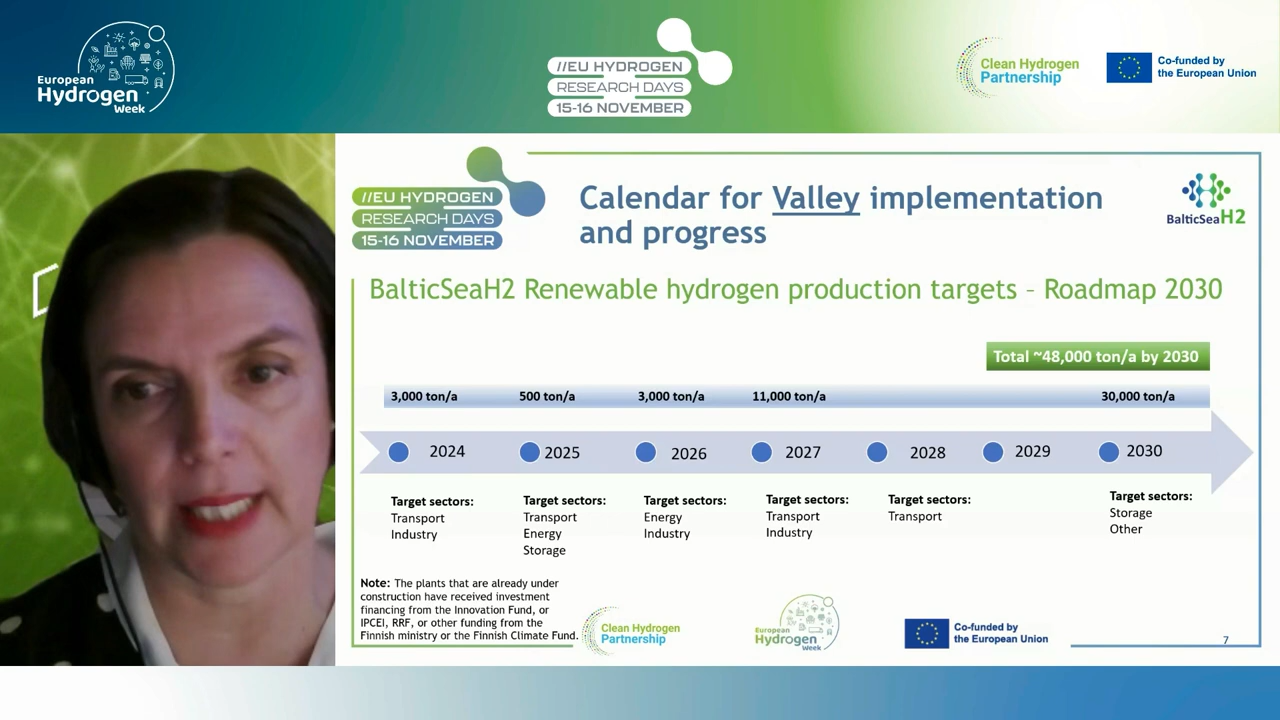 European
Hydrogen
Week
//EU HYDROGEN
RESEARCH DAYS
15-16 NOVEMBER
Clean Hydrogen
Partnership
Co-funded by
the European Union
//EU HYDROGEN
RESEARCH DAYS
15-16 NOVEMBER
Calendar for Valley implementation
and progress
BalticSeaH2
BalticSeaH2 Renewable hydrogen production targets – Roadmap 2030
Total ~48,000 ton/a by 2030
3,000 ton/a 500 ton/a 3,000 ton/a 11,000 ton/a 30,000 ton/a
2024 2025 2026 2027 2028 2029 2030
Target sectors:
Transport
Industry
Target sectors:
Transport
Energy
Storage
Target sectors:
Energy
Industry
Target sectors:
Transport
Industry
Target sectors:
Transport
Target sectors:
Storage
Other
Note: The plants that are already under
construction have received investment
financing from the Innovation Fund, or
IPCEI, RRF, or other funding from the
Finnish ministry or the Finnish Climate Fund.
Clean Hydrogen
Partnership
European
Hydrogen
Week
Co-funded by
the European Union
7